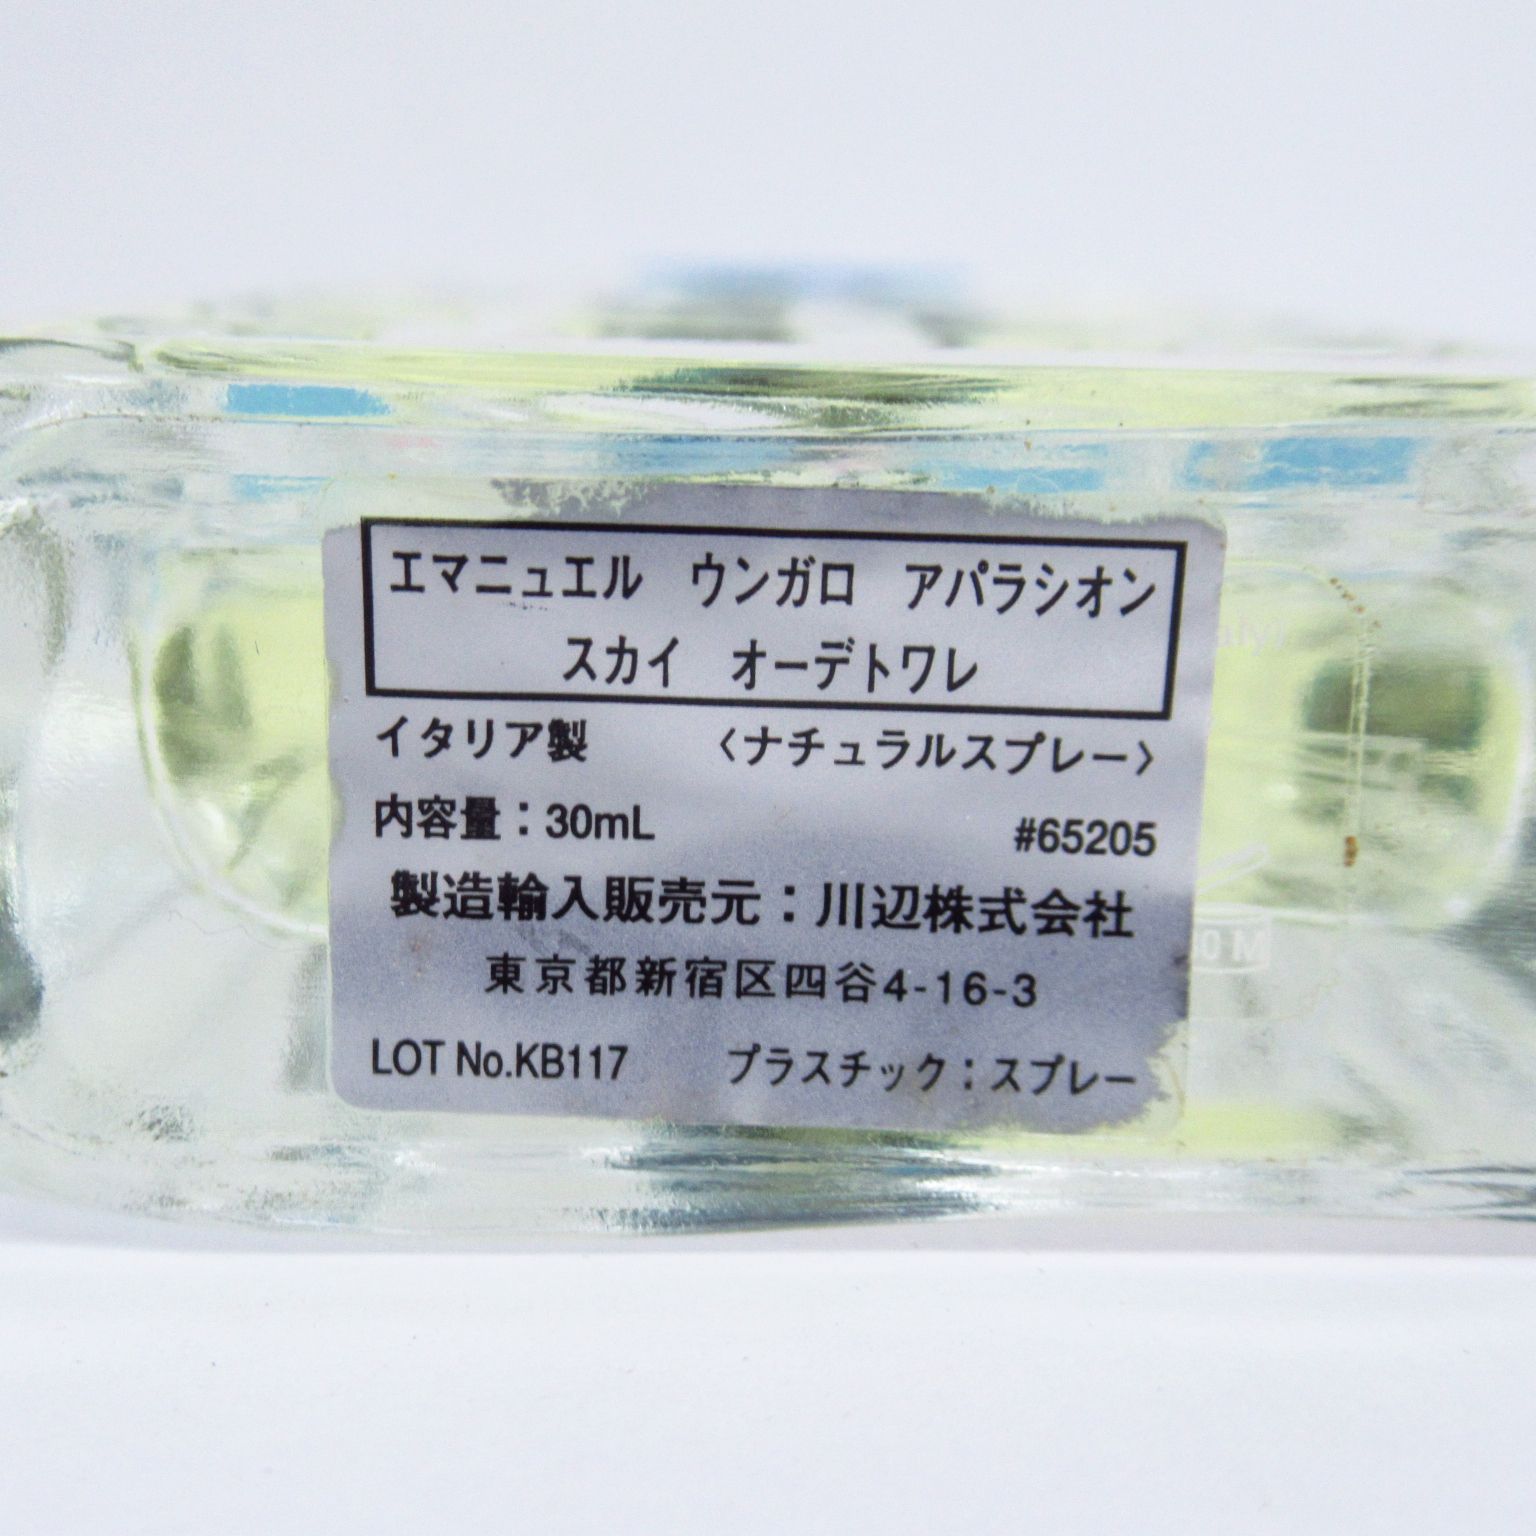 エマニュエル ウンガロ アパラシオン
スカイ オーデトワレ
イタリア製 〈ナチュラルスプレー〉
内容量：30mL #65205
製造輸入販売元：川辺株式会社
東京都新宿区四谷4-16-3
LOT No.KB117 プラスチック：スプレー